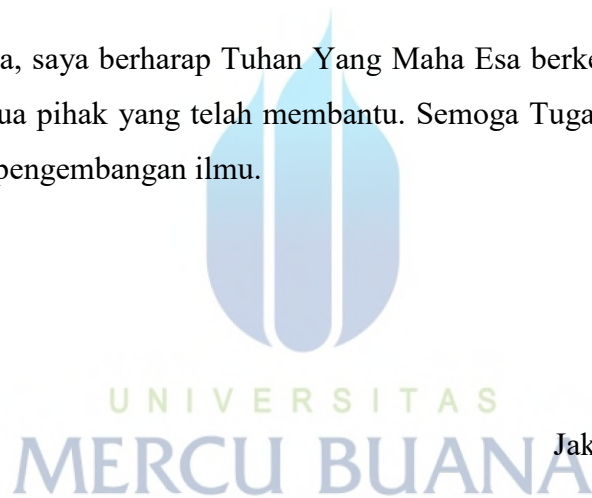 a, saya berharap Tuhan Yang Maha Esa berke
ua pihak yang telah membantu. Semoga Tuga
pengembangan ilmu.
UNIVERSITAS
Jak
MERCU BUANA